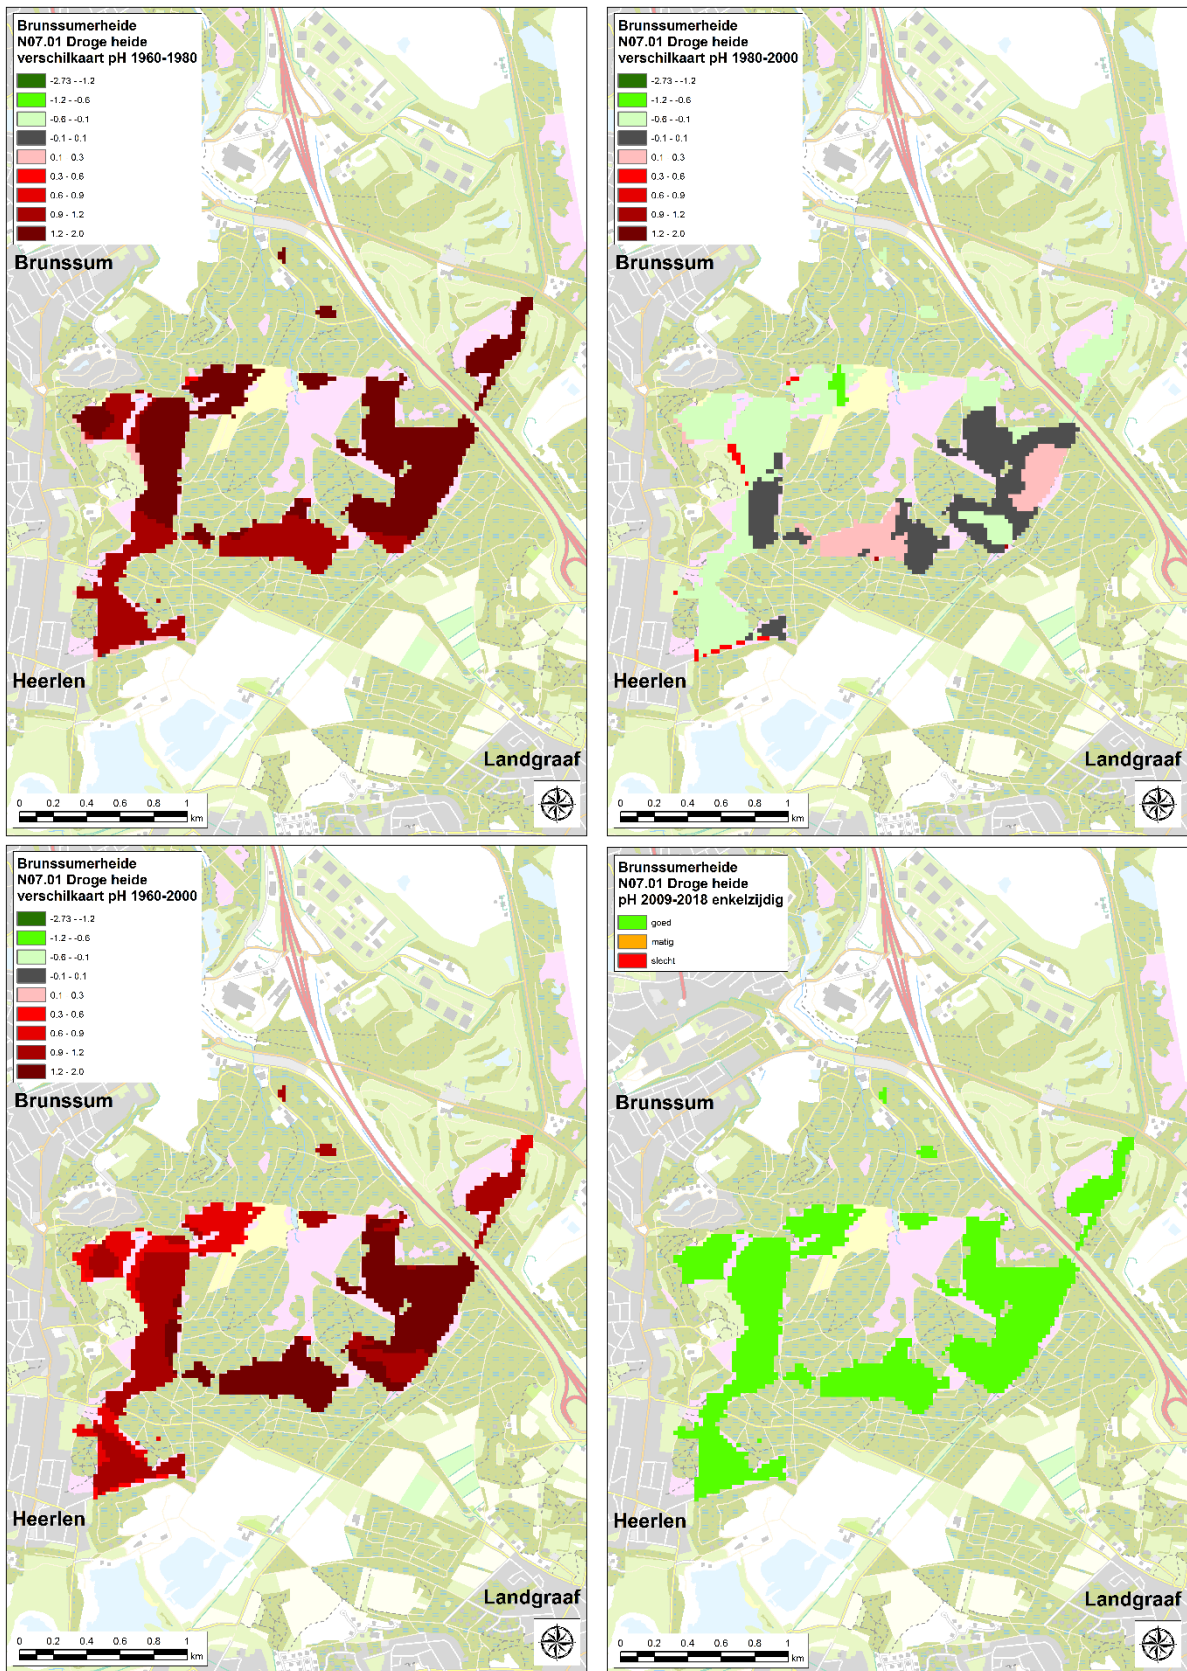 Brunssumerheide
N07.01 Droge heide
verschilkaart pH 1960-1980
-2.73 - -1.2
-1.2 - -0.6
-0.6 - -0.1
-0.1 - 0.1
0.1 0.3
0.3 - 0.6
0.6 - 0.9
0.9 - 1.2
1.2 - 2.0
Brunssum
Heerlen
Landgraaf
0 0.2 0.4 0.6 0.8 1
km
Brunssumerheide
N07.01 Droge heide
verschilkaart pH 1980-2000
-2.73 - -1.2
-1.2 - -0.6
-0.6 - -0.1
-0.1 - 0.1
0.1 0.3
0.3 - 0.6
0.6 - 0.9
0.9 - 1.2
1.2 - 2.0
Brunssum
Heerlen
Landgraaf
0 0.2 0.4 0.6 0.8 1
km
Brunssumerheide
N07.01 Droge heide
verschilkaart pH 1960-2000
-2.73 - -1.2
-1.2 - -0.6
-0.6 - -0.1
-0.1 - 0.1
0.1 0.3
0.3 - 0.6
0.6 - 0.9
0.9 - 1.2
1.2 - 2.0
Brunssum
Heerlen
Landgraaf
0 0.2 0.4 0.6 0.8 1
km
Brunssumerheide
N07.01 Droge heide
pH 2009-2018 enkelzijdig
goed
matig
slecht
Brunssum
Heerlen
Landgraaf
0 0.2 0.4 0.6 0.8 1
km